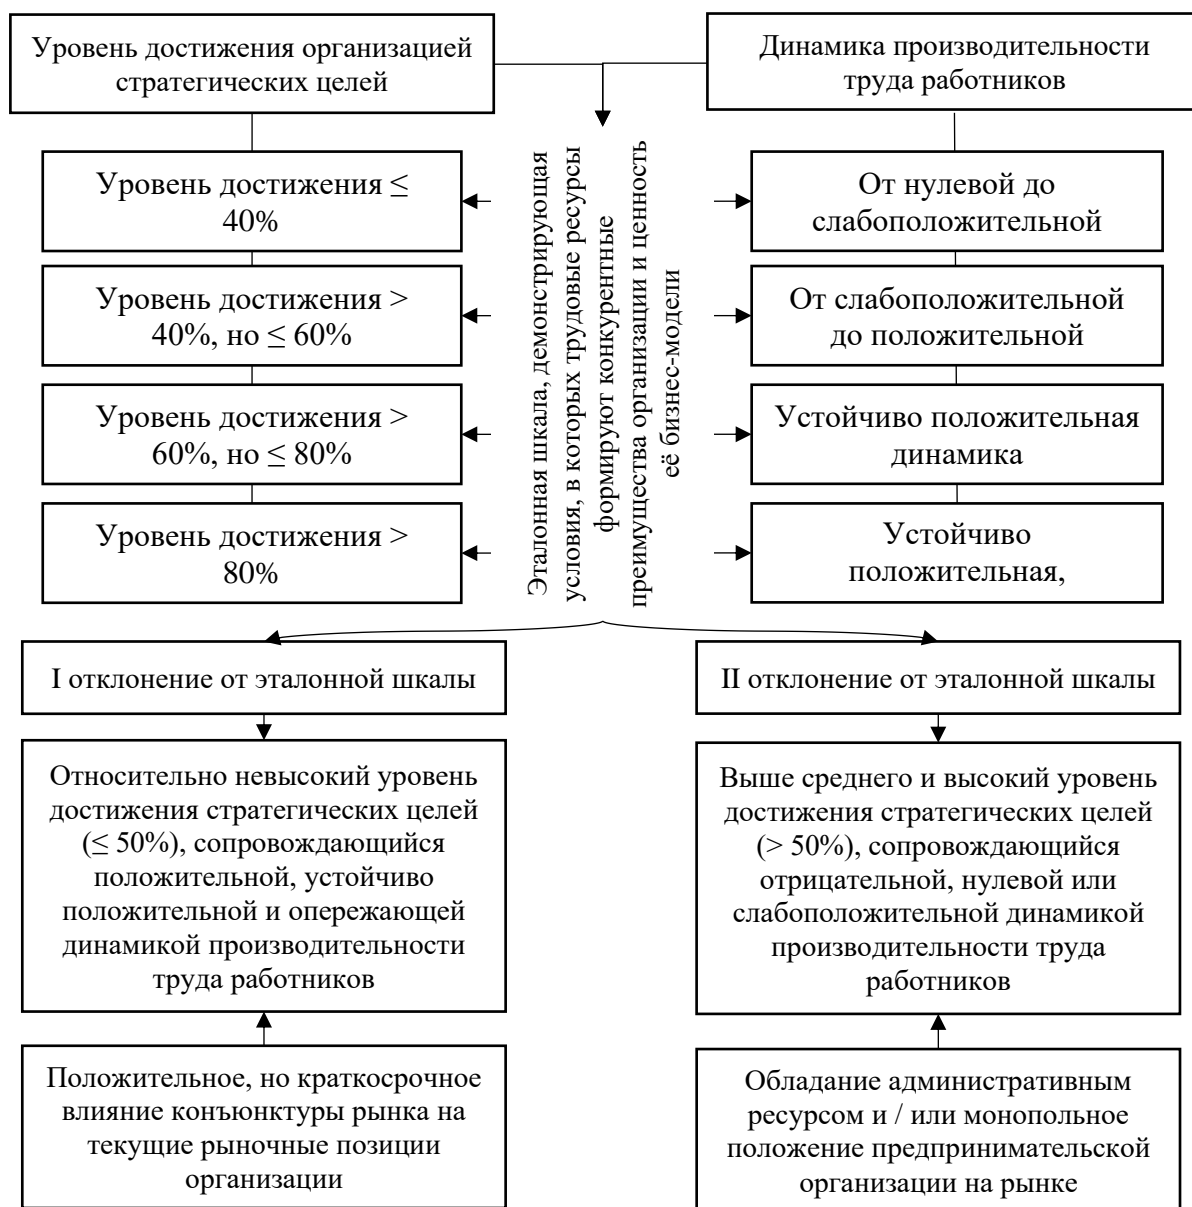 Уровень достижения организацией
стратегических целей
Динамика производительности
труда работников
Уровень достижения ≤
40%
Уровень достижения >
40%, но ≤ 60%
Уровень достижения >
60%, но ≤ 80%
Уровень достижения >
80%
Эталонная шкала, демонстрирующая
условия, в которых трудовые ресурсы
формируют конкурентные
преимущества организации и ценность
её бизнес-модели
От нулевой до
слабоположительной
От слабоположительной
до положительной
Устойчиво положительная
динамика
Устойчиво
положительная,
I отклонение от эталонной шкалы
Относительно невысокий уровень
достижения стратегических целей
(≤ 50%), сопровождающийся
положительной, устойчиво
положительной и опережающей
динамикой производительности
труда работников
Положительное, но краткосрочное
влияние конъюнктуры рынка на
текущие рыночные позиции
организации
II отклонение от эталонной шкалы
Выше среднего и высокий уровень
достижения стратегических целей
(> 50%), сопровождающийся
отрицательной, нулевой или
слабоположительной динамикой
производительности труда
работников
Обладание административным
ресурсом и / или монопольное
положение предпринимательской
организации на рынке